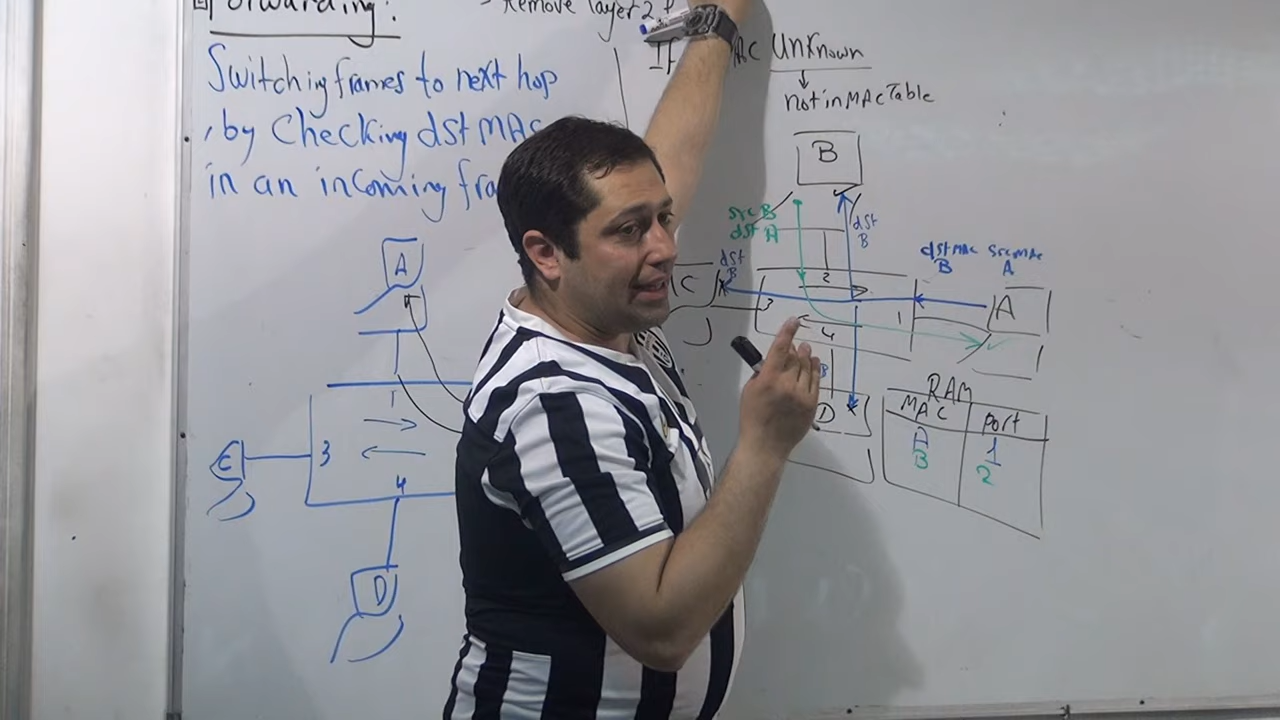 Forwarding:
Switching frames to next hop
, by Checking dst MAC
in an incoming
- Remove layer 2
If
MAC Unknown
not in MAC Table
B
src B
dst A
dst
B
dst
B
dst MAC src MAC
B A
C
A
2
3
1
4
B
D
RAM
MAC port
A 1
B 2
A
1
E
3
4
D